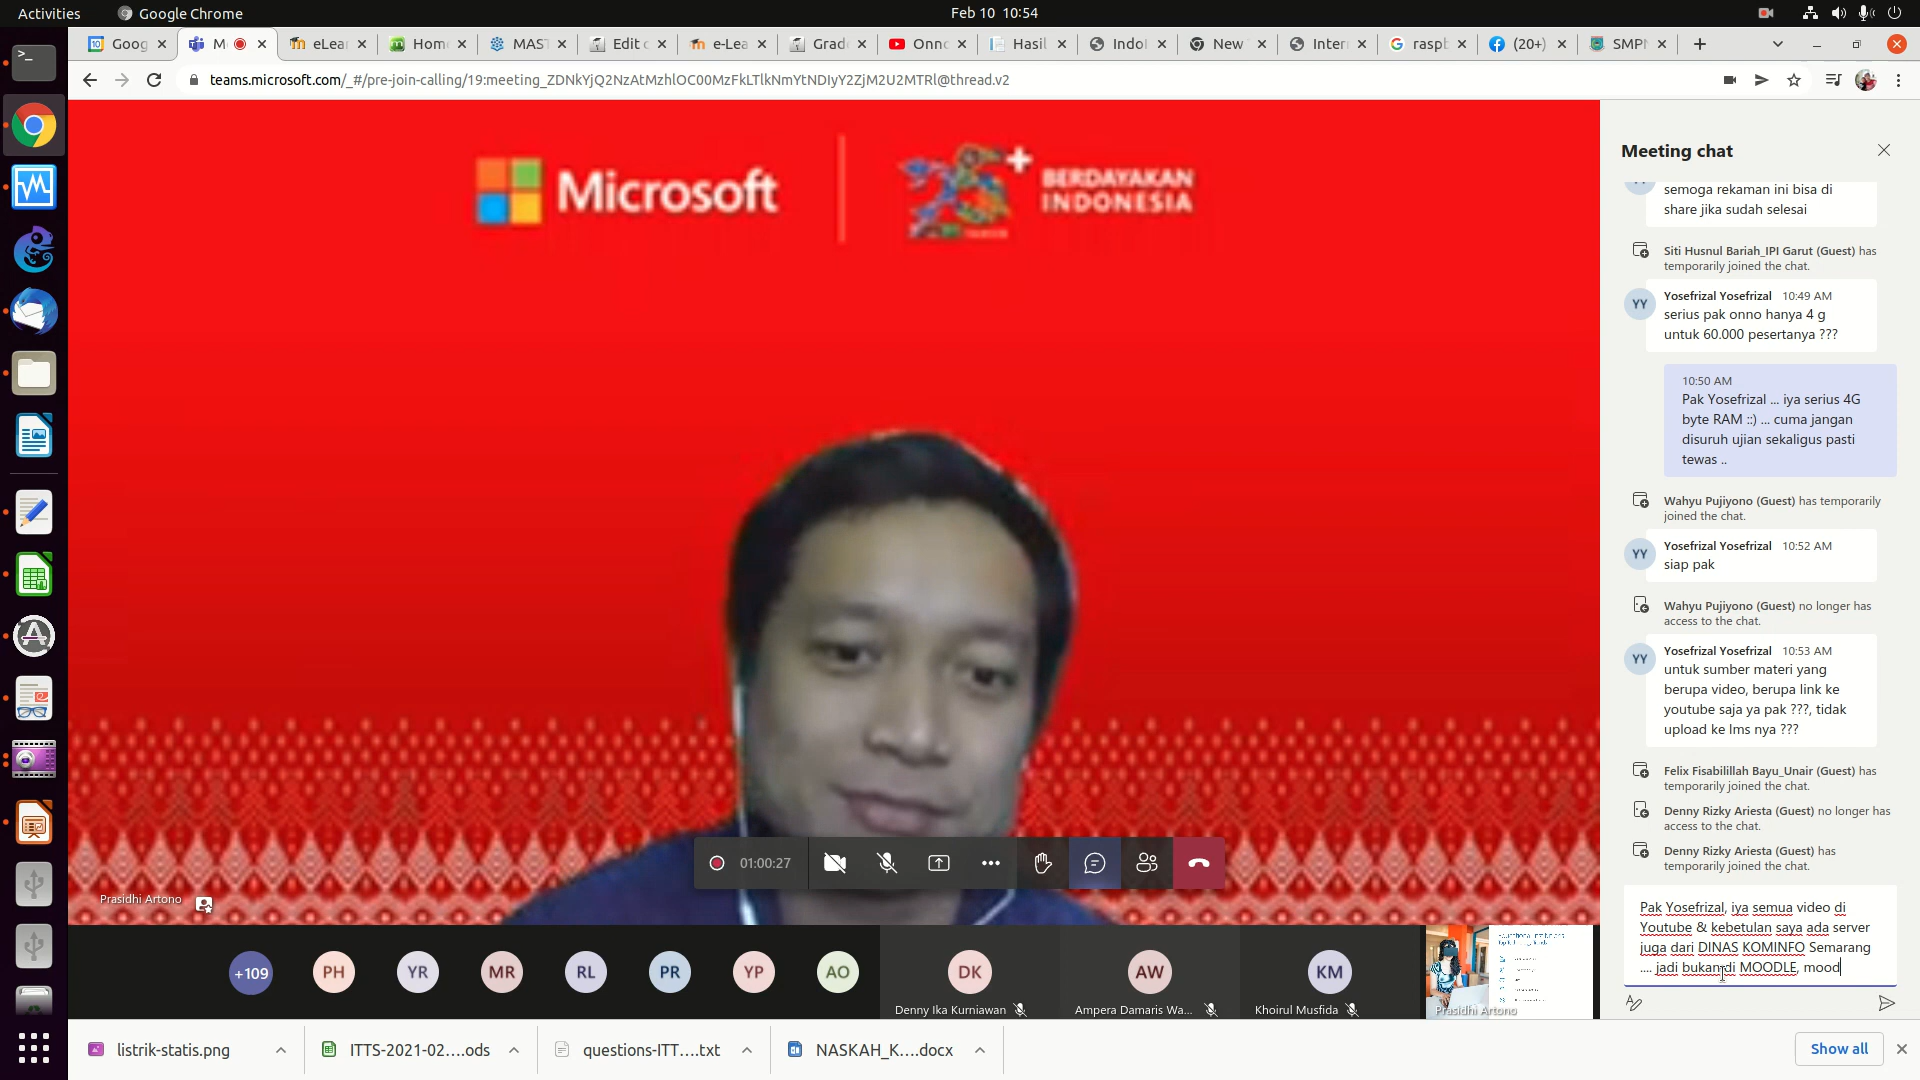 Activities
Google Chrome
Feb 10 10:54
Goog
M
eLear
Hom
MAS
Edit c
e-Lea
Grad
Onno
Hasil
Indol
New
Inter
raspb
(20+)
SMPN
teams.microsoft.com/_#/pre-join-calling/19:meeting_ZDNkYjQ2NzAtMzhlOC00MzFkLTlkNmYtNDIyY2ZjM2U2MTRl@thread.v2
Microsoft
BERDAYAKAN
INDONESIA
Meeting chat
semoga rekaman ini bisa di
share jika sudah selesai
Siti Husnul Bariah_IPI Garut (Guest) has
temporarily joined the chat.
YY
Yosefrizal Yosefrizal 10:49 AM
serius pak onno hanya 4 g
untuk 60.000 pesertanya ???
10:50 AM
Pak Yosefrizal ... iya serius 4G
byte RAM ::) ... cuma jangan
disuruh ujian sekaligus pasti
tewas ..
Wahyu Pujiyono (Guest) has temporarily
joined the chat.
YY
Yosefrizal Yosefrizal 10:52 AM
siap pak
Wahyu Pujiyono (Guest) no longer has
access to the chat.
YY
Yosefrizal Yosefrizal 10:53 AM
untuk sumber materi yang
berupa video, berupa link ke
youtube saja ya pak ???, tidak
upload ke lms nya ???
Felix Fisabilillah Bayu_Unair (Guest) has
temporarily joined the chat.
Denny Rizky Ariesta (Guest) no longer has
access to the chat.
Denny Rizky Ariesta (Guest) has
temporarily joined the chat.
Pak Yosefrizal, iya semua video di
Youtube & kebetulan saya ada server
juga dari DINAS KOMINFO Semarang
.... jadi bukan di MOODLE, mood
01:00:27
Prasidhi Artono
+109
PH
YR
MR
RL
PR
YP
AO
DK
Denny Ika Kurniawan
AW
Ampera Damaris Wa...
KM
Khoirul Musfida
Prasidhi Artono
listrik-statis.png
ITTS-2021-02....ods
questions-ITT....txt
NASKAH_K....docx
Show all